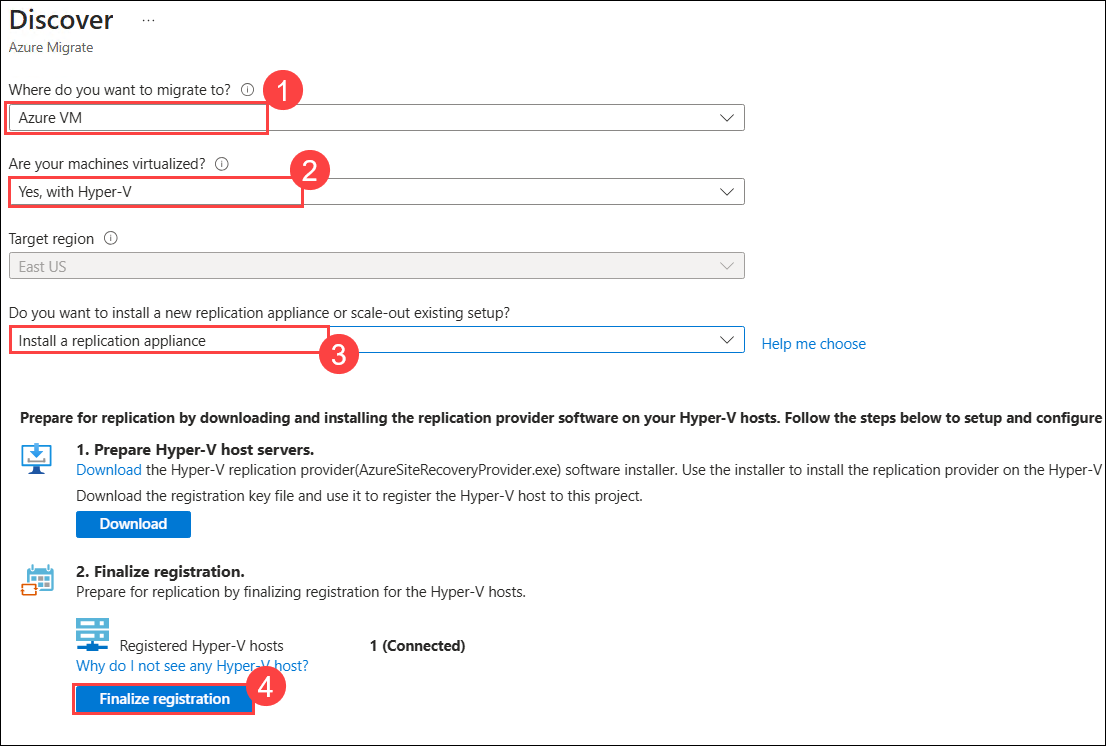 Discover ...
Azure Migrate
Where do you want to migrate to?
1
Azure VM
Are your machines virtualized?
2
Yes, with Hyper-V
Target region
East US
Do you want to install a new replication appliance or scale-out existing setup?
Install a replication appliance
3
Help me choose
Prepare for replication by downloading and installing the replication provider software on your Hyper-V hosts. Follow the steps below to setup and configure
1. Prepare Hyper-V host servers.
Download the Hyper-V replication provider(AzureSiteRecoveryProvider.exe) software installer. Use the installer to install the replication provider on the Hyper-V
Download the registration key file and use it to register the Hyper-V host to this project.
Download
2. Finalize registration.
Prepare for replication by finalizing registration for the Hyper-V hosts.
Registered Hyper-V hosts 1 (Connected)
Why do I not see any Hyper-V host?
4
Finalize registration